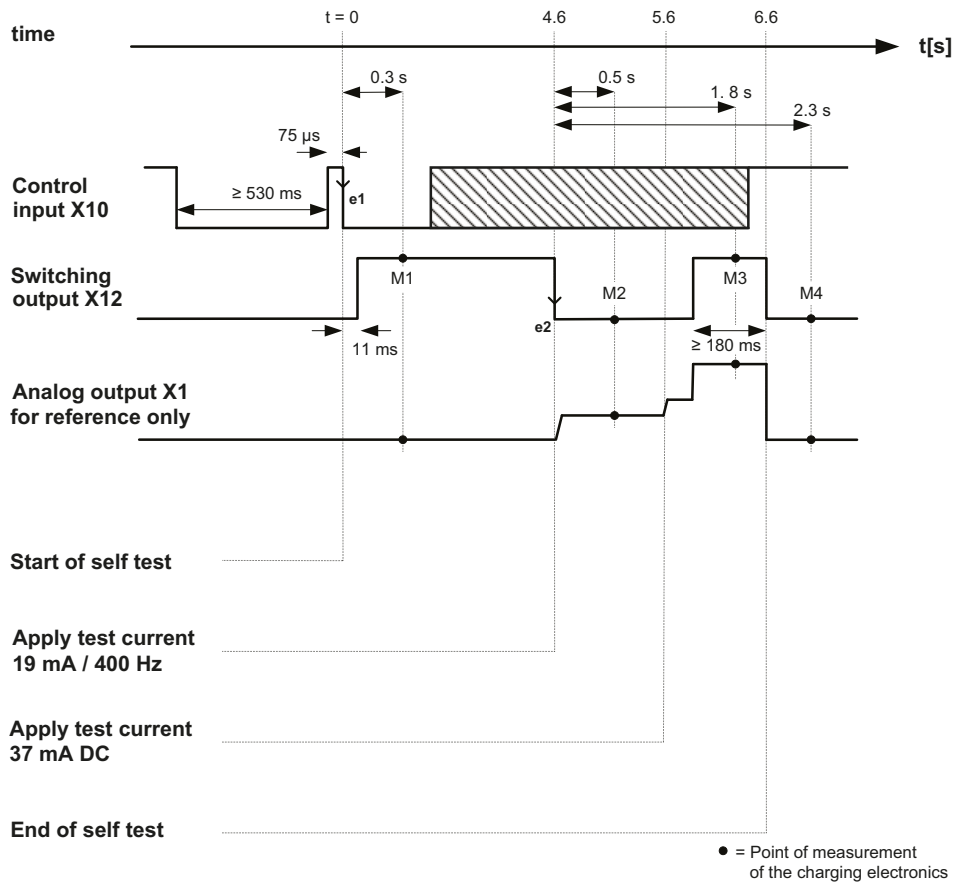 t = 0
4.6
5.6
6.6
time
t[s]
0.3 s
0.5 s
1. 8 s
2.3 s
75 µs
Control
input X10
≥ 530 ms
e1
Switching
output X12
M1
M2
M3
M4
e2
11 ms
≥ 180 ms
Analog output X1
for reference only
Start of self test
Apply test current
19 mA / 400 Hz
Apply test current
37 mA DC
End of self test
= Point of measurement
of the charging electronics